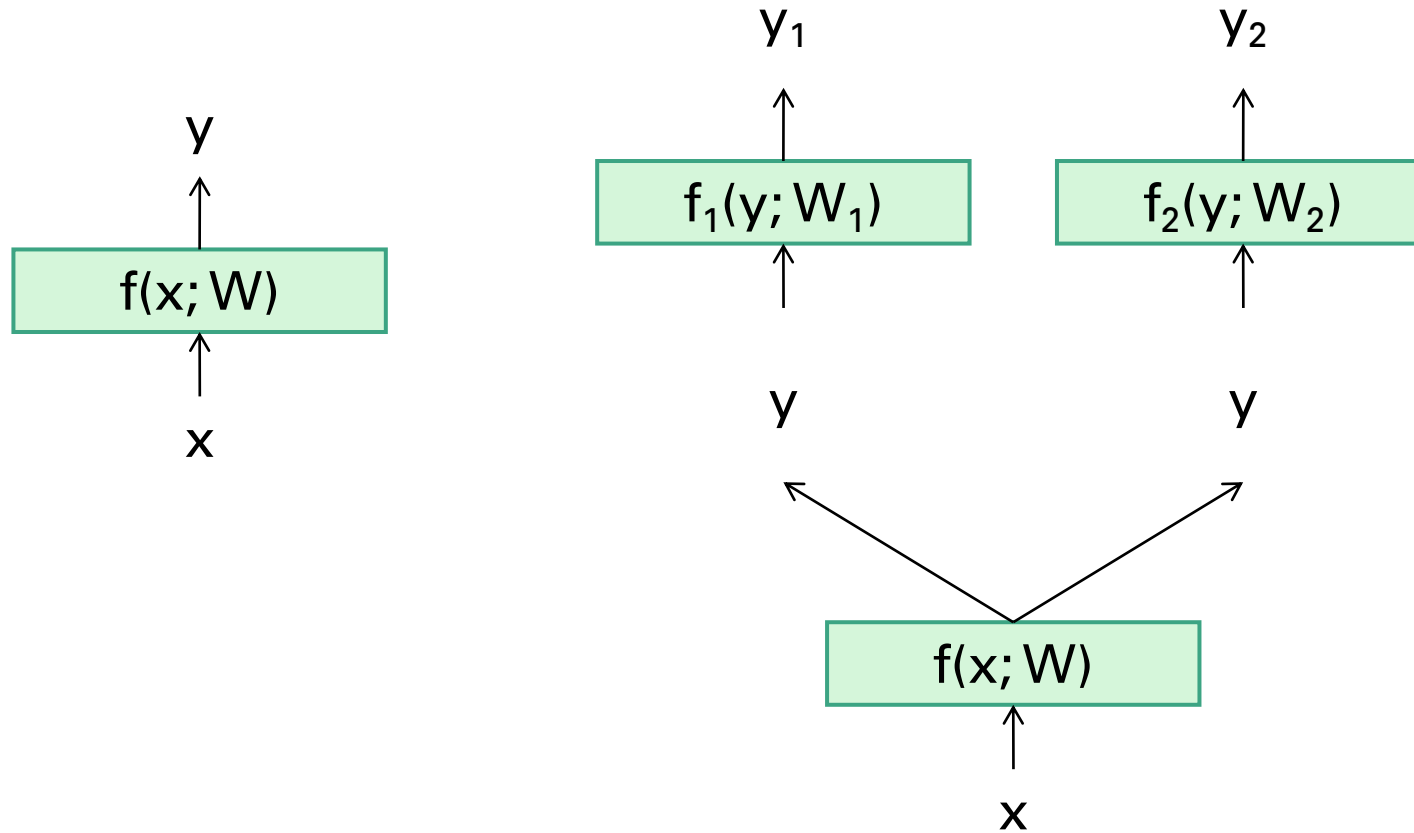 y
f(x; W)
x
y₁ y₂
f₁(y; W₁) f₂(y; W₂)
y y
f(x; W)
x